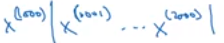 x^(1000) | x^(1001) ... x^(2000) |